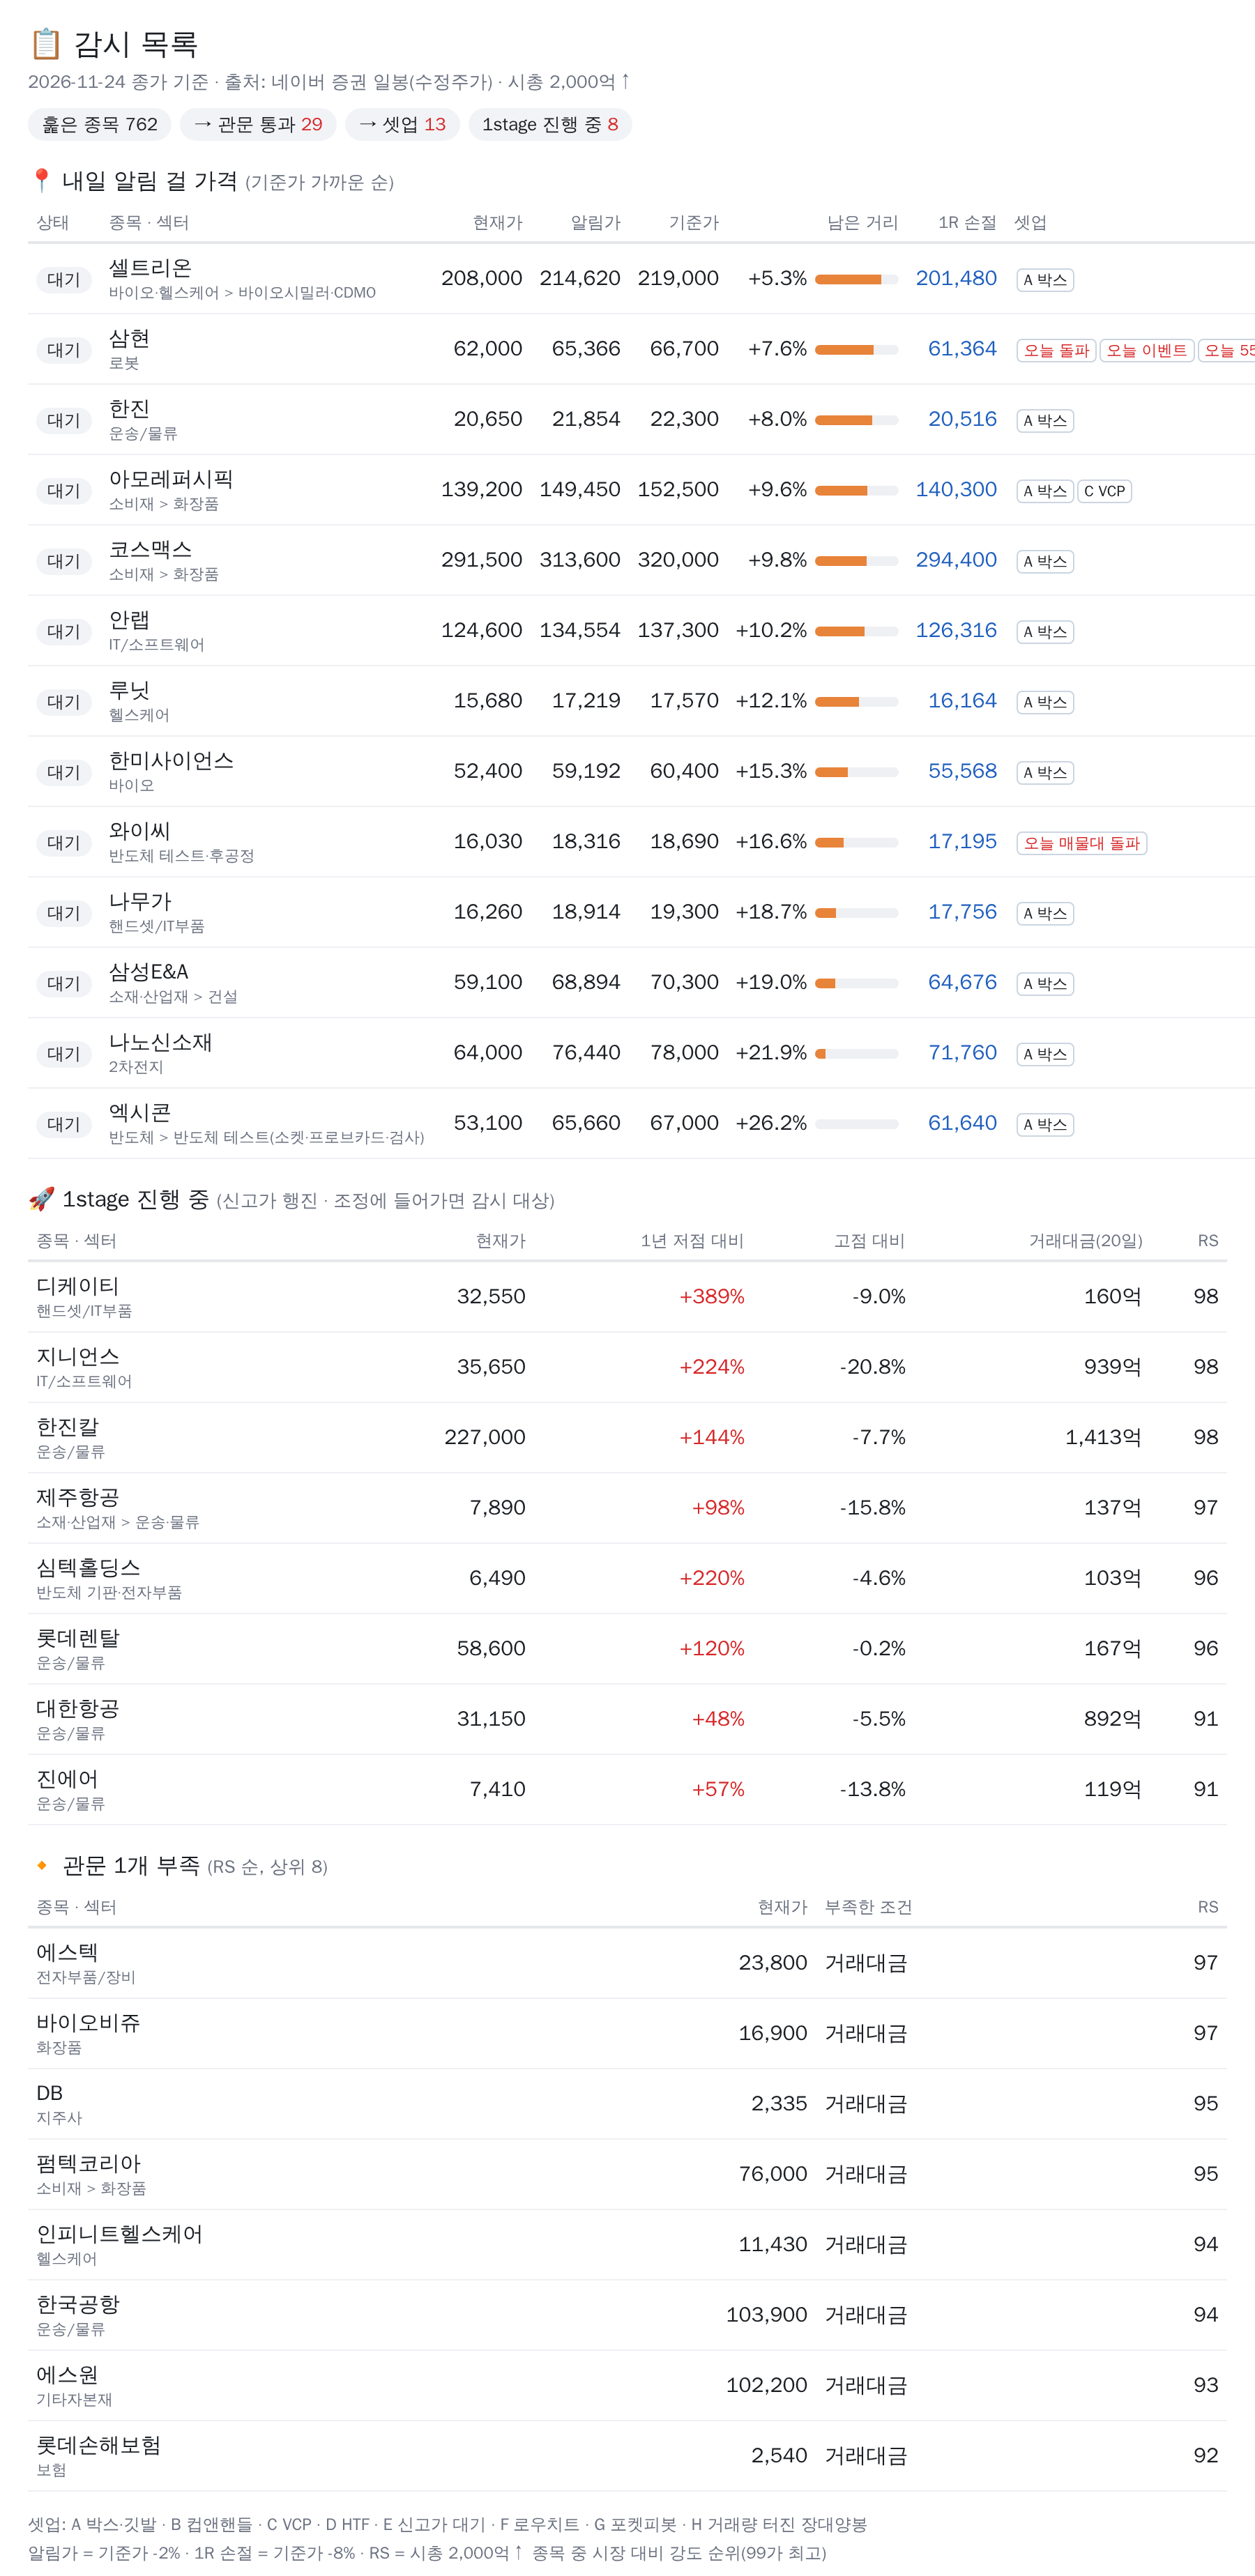 📋 감시 목록
2026-11-24 종가 기준 · 출처: 네이버 증권 일봉(수정주가) · 시총 2,000억↑
훑은 종목 762 → 관문 통과 29 → 셋업 13 1stage 진행 중 8
📍 내일 알림 걸 가격 (기준가 가까운 순)
상태 종목 · 섹터 현재가 알림가 기준가 남은 거리 1R 손절 셋업
대기 셀트리온 208,000 214,620 219,000 +5.3% 201,480 A 박스
바이오·헬스케어 > 바이오시밀러·CDMO
대기 삼현 62,000 65,366 66,700 +7.6% 61,364 오늘 돌파 오늘 이벤트 오늘 55
로봇
대기 한진 20,650 21,854 22,300 +8.0% 20,516 A 박스
운송/물류
대기 아모레퍼시픽 139,200 149,450 152,500 +9.6% 140,300 A 박스 C VCP
소비재 > 화장품
대기 코스맥스 291,500 313,600 320,000 +9.8% 294,400 A 박스
소비재 > 화장품
대기 안랩 124,600 134,554 137,300 +10.2% 126,316 A 박스
IT/소프트웨어
대기 루닛 15,680 17,219 17,570 +12.1% 16,164 A 박스
헬스케어
대기 한미사이언스 52,400 59,192 60,400 +15.3% 55,568 A 박스
바이오
대기 와이씨 16,030 18,316 18,690 +16.6% 17,195 오늘 매물대 돌파
반도체 테스트·후공정
대기 나무가 16,260 18,914 19,300 +18.7% 17,756 A 박스
핸드셋/IT부품
대기 삼성E&A 59,100 68,894 70,300 +19.0% 64,676 A 박스
소재·산업재 > 건설
대기 나노신소재 64,000 76,440 78,000 +21.9% 71,760 A 박스
2차전지
대기 엑시콘 53,100 65,660 67,000 +26.2% 61,640 A 박스
반도체 > 반도체 테스트(소켓·프로브카드·검사)
🚀 1stage 진행 중 (신고가 행진 · 조정에 들어가면 감시 대상)
종목 · 섹터 현재가 1년 저점 대비 고점 대비 거래대금(20일) RS
디케이티 32,550 +389% -9.0% 160억 98
핸드셋/IT부품
지니언스 35,650 +224% -20.8% 939억 98
IT/소프트웨어
한진칼 227,000 +144% -7.7% 1,413억 98
운송/물류
제주항공 7,890 +98% -15.8% 137억 97
소재·산업재 > 운송·물류
심텍홀딩스 6,490 +220% -4.6% 103억 96
반도체 기판·전자부품
롯데렌탈 58,600 +120% -0.2% 167억 96
운송/물류
대한항공 31,150 +48% -5.5% 892억 91
운송/물류
진에어 7,410 +57% -13.8% 119억 91
운송/물류
🔸 관문 1개 부족 (RS 순, 상위 8)
종목 · 섹터 현재가 부족한 조건 RS
에스텍 23,800 거래대금 97
전자부품/장비
바이오비쥬 16,900 거래대금 97
화장품
DB 2,335 거래대금 95
지주사
펌텍코리아 76,000 거래대금 95
소비재 > 화장품
인피니트헬스케어 11,430 거래대금 94
헬스케어
한국공항 103,900 거래대금 94
운송/물류
에스원 102,200 거래대금 93
기타자본재
롯데손해보험 2,540 거래대금 92
보험
셋업: A 박스·깃발 · B 컵앤핸들 · C VCP · D HTF · E 신고가 대기 · F 로우치트 · G 포켓피봇 · H 거래량 터진 장대양봉
알림가 = 기준가 -2% · 1R 손절 = 기준가 -8% · RS = 시총 2,000억↑ 종목 중 시장 대비 강도 순위(99가 최고)